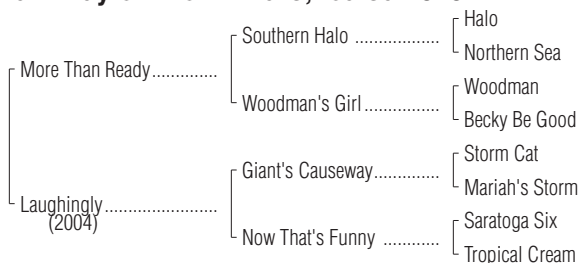 Halo
Southern Halo ...................
Northern Sea
More Than Ready.............
Woodman
Woodman's Girl ................
Becky Be Good
Storm Cat
Giant's Causeway...............
Mariah's Storm
Laughingly ......................
(2004)
Saratoga Six
Now That's Funny .............
Tropical Cream